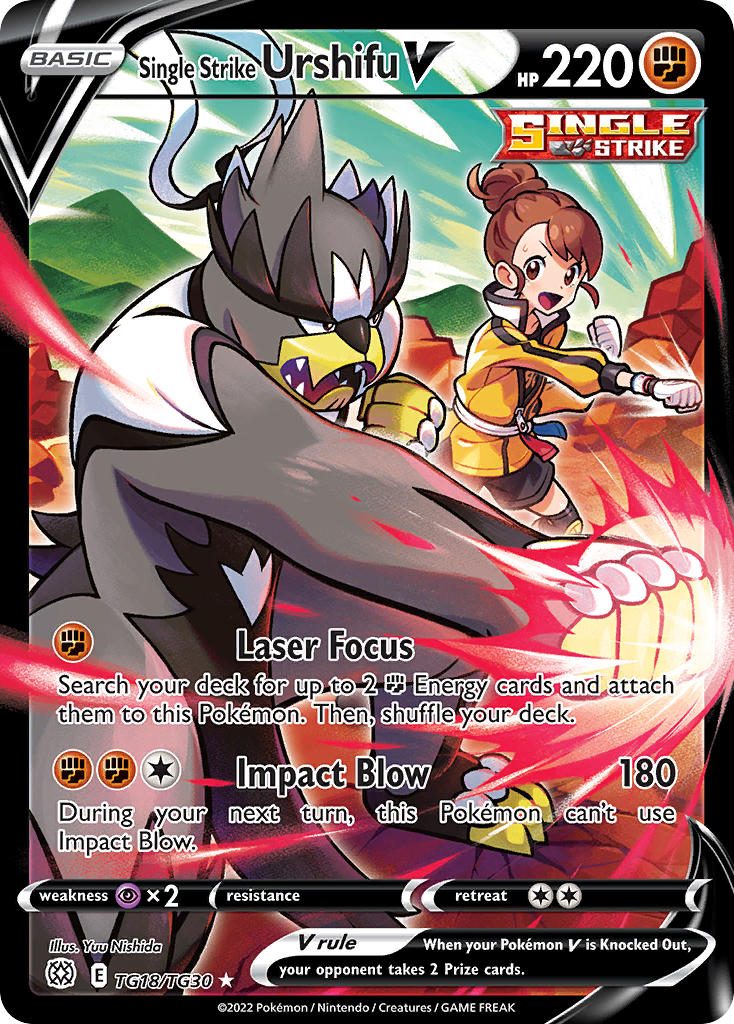 BASIC Single Strike Urshifu V HP 220
SINGLE
STRIKE
Laser Focus
Search your deck for up to 2 Energy cards and attach
them to this Pokémon. Then, shuffle your deck.
Impact Blow 180
During your next turn, this Pokémon can't use
Impact Blow.
weakness ×2 resistance retreat
Illus. Yuu Nishida
V rule When your Pokémon V is Knocked Out,
your opponent takes 2 Prize cards.
E TG18/TG30
©2022 Pokémon / Nintendo / Creatures / GAME FREAK